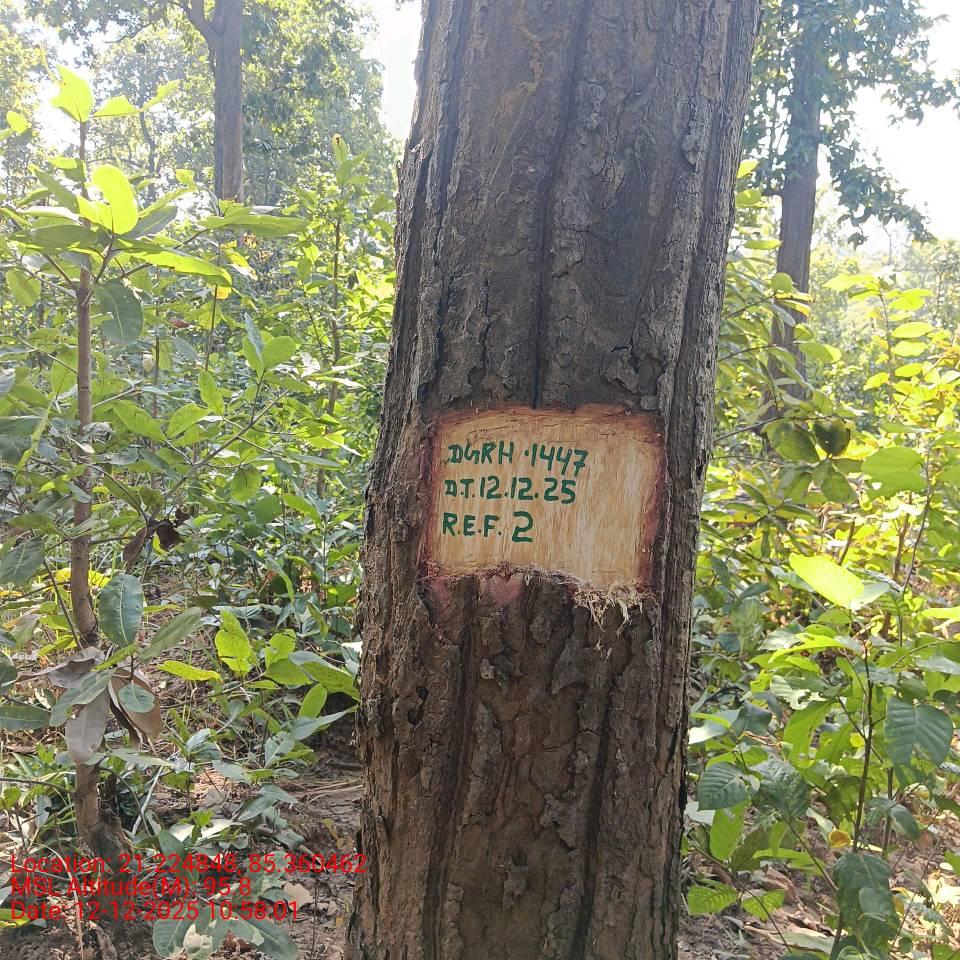 DGRH.1447
D.T.12.12.25
R.E.F. 2
Location: 21.224848, 85.360462
MSL Altitude(M): 95.8
Date: 12-12-2025 10:58:01